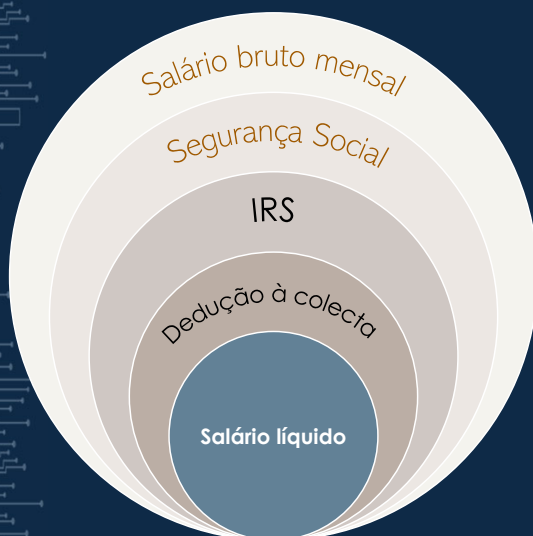 Salário bruto mensal
Segurança Social
IRS
Dedução à colecta
Salário líquido